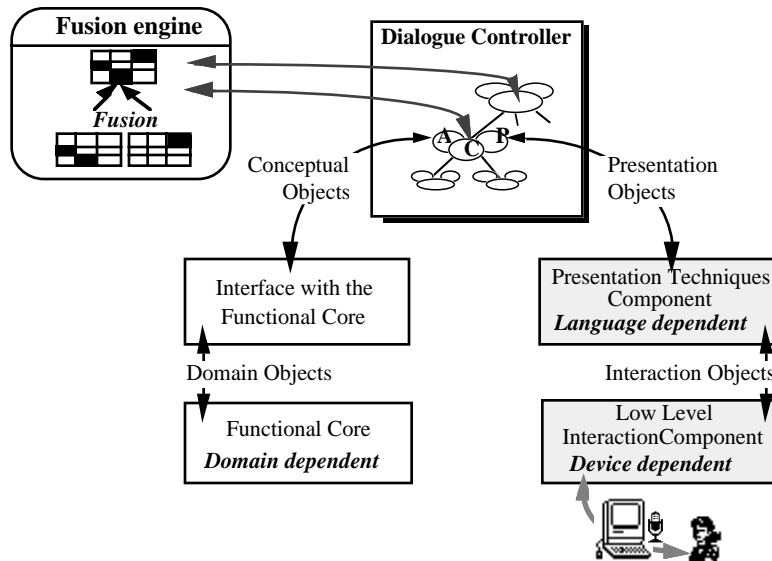 Fusion engine
Fusion
Dialogue Controller
A
C
P
Conceptual
Objects
Presentation
Objects
Interface with the
Functional Core
Presentation Techniques
Component
Language dependent
Domain Objects
Interaction Objects
Functional Core
Domain dependent
Low Level
InteractionComponent
Device dependent